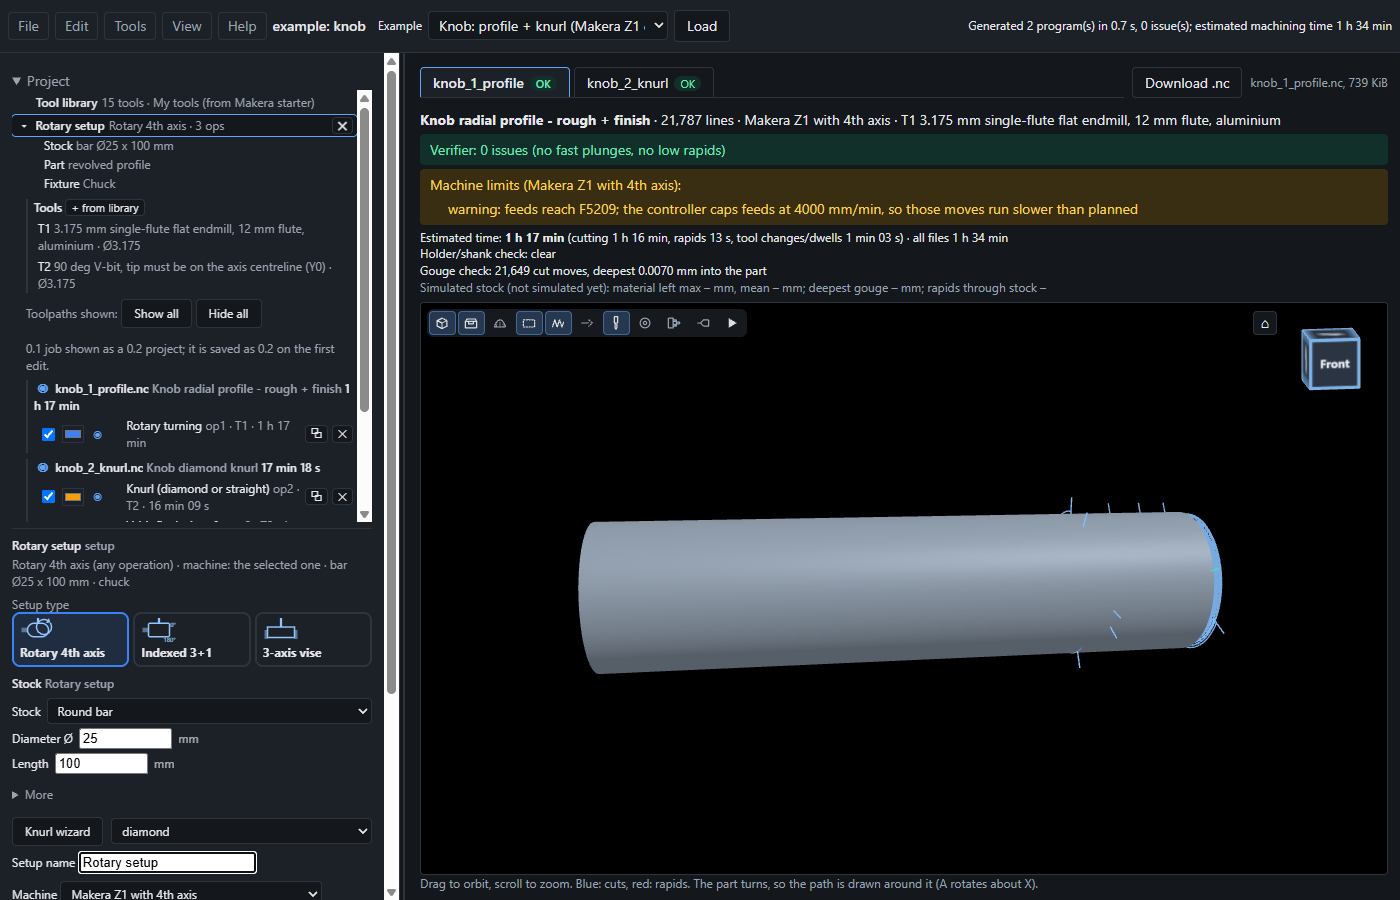 File Edit Tools View Help example: knob Example Knob: profile + knurl (Makera Z1 Load Generated 2 program(s) in 0.7 s, 0 issue(s); estimated machining time 1 h 34 min
Project
Tool library 15 tools · My tools (from Makera starter)
Rotary setup Rotary 4th axis · 3 ops
Stock bar Ø25 x 100 mm
Part revolved profile
Fixture Chuck
Tools + from library
T1 3.175 mm single-flute flat endmill, 12 mm flute,
aluminium · Ø3.175
T2 90 deg V-bit, tip must be on the axis centreline (Y0) ·
Ø3.175
Toolpaths shown: Show all Hide all
0.1 job shown as a 0.2 project; it is saved as 0.2 on the first
edit.
knob_1_profile.nc Knob radial profile - rough + finish 1
h 17 min
Rotary turning op1 · T1 · 1 h 17
min
knob_2_knurl.nc Knob diamond knurl 17 min 18 s
Knurl (diamond or straight) op2 ·
T2 · 16 min 09 s
Rotary setup setup
Rotary 4th axis (any operation) · machine: the selected one · bar
Ø25 x 100 mm · chuck
Setup type
Rotary 4th axis Indexed 3+1 3-axis vise
Stock Rotary setup
Stock Round bar
Diameter Ø 25 mm
Length 100 mm
More
Knurl wizard diamond
Setup name Rotary setup
Machine Makera Z1 with 4th axis
knob_1_profile OK knob_2_knurl OK Download .nc knob_1_profile.nc, 739 KiB
Knob radial profile - rough + finish · 21,787 lines · Makera Z1 with 4th axis · T1 3.175 mm single-flute flat endmill, 12 mm flute, aluminium
Verifier: 0 issues (no fast plunges, no low rapids)
Machine limits (Makera Z1 with 4th axis):
warning: feeds reach F5209; the controller caps feeds at 4000 mm/min, so those moves run slower than planned
Estimated time: 1 h 17 min (cutting 1 h 16 min, rapids 13 s, tool changes/dwells 1 min 03 s) · all files 1 h 34 min
Holder/shank check: clear
Gouge check: 21,649 cut moves, deepest 0.0070 mm into the part
Simulated stock (not simulated yet): material left max – mm, mean – mm; deepest gouge – mm; rapids through stock –
Front
Drag to orbit, scroll to zoom. Blue: cuts, red: rapids. The part turns, so the path is drawn around it (A rotates about X).